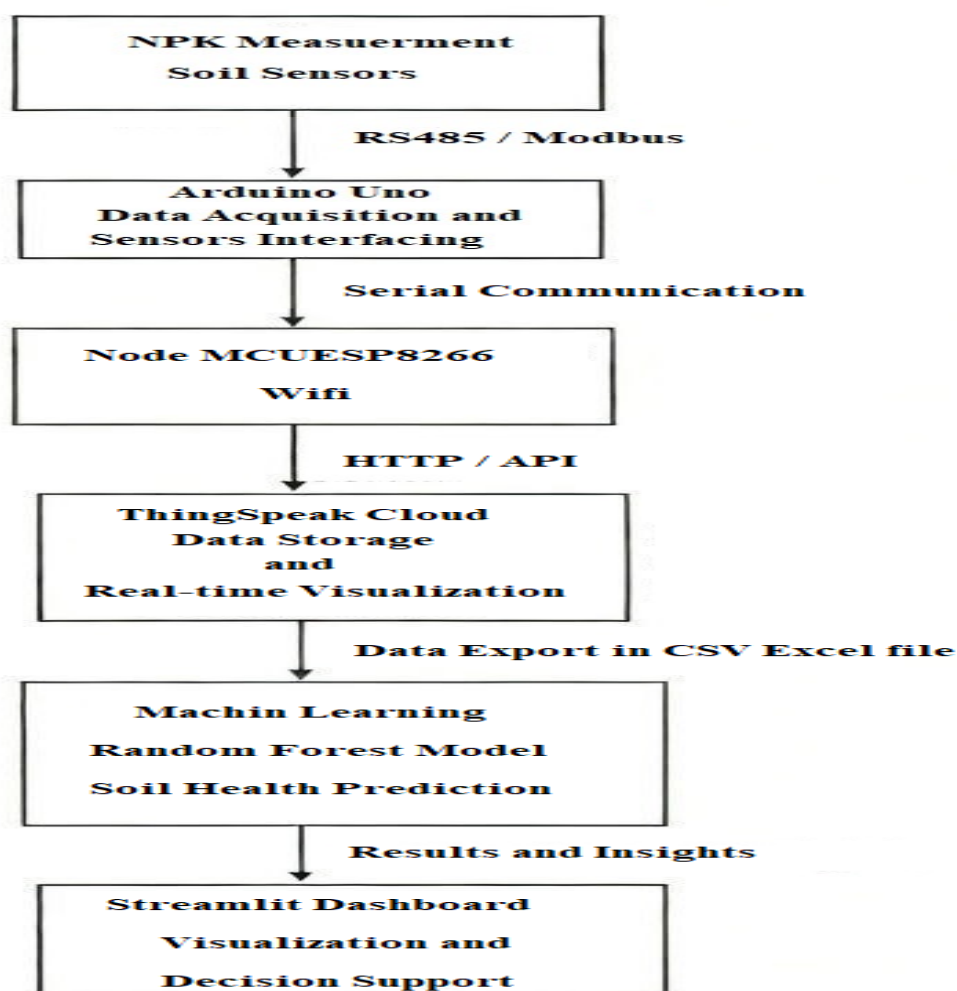 NPK Measuerment
Soil Sensors
RS485 / Modbus
Arduino Uno
Data Acquisition and
Sensors Interfacing
Serial Communication
Node MCUESP8266
Wifi
HTTP / API
ThingSpeak Cloud
Data Storage
and
Real-time Visualization
Data Export in CSV Excel file
Machin Learning
Random Forest Model
Soil Health Prediction
Results and Insights
Streamlit Dashboard
Visualization and
Decision Support